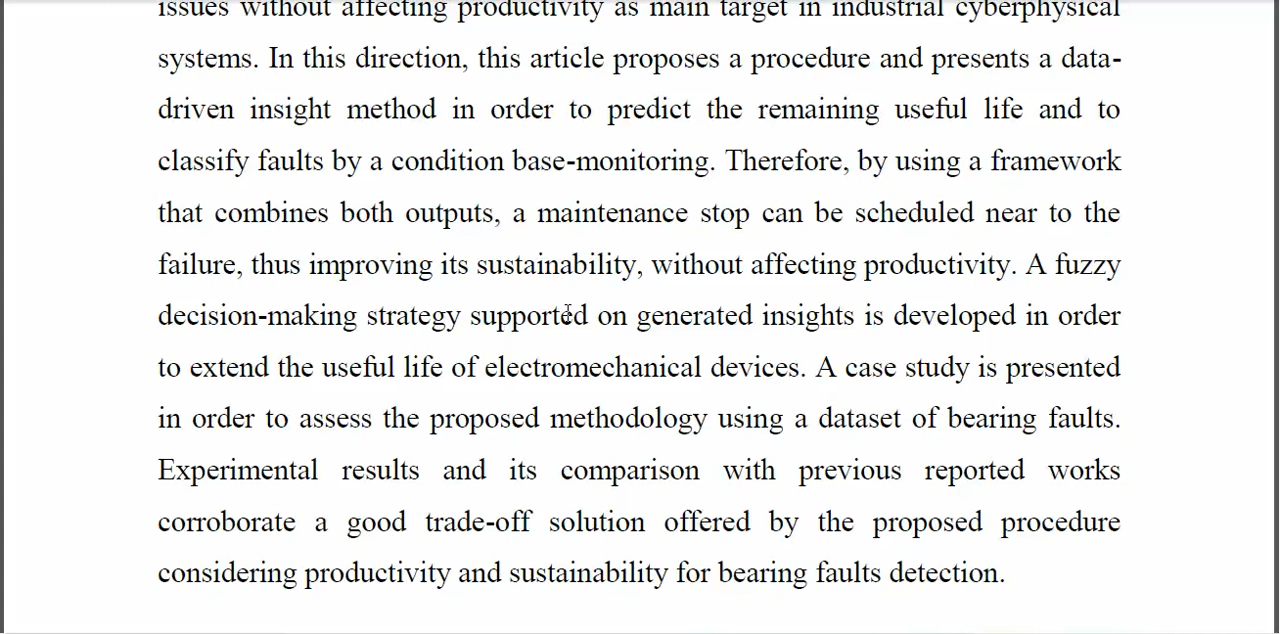 issues without affecting productivity as main target in industrial cyberphysical
systems. In this direction, this article proposes a procedure and presents a data-
driven insight method in order to predict the remaining useful life and to
classify faults by a condition base-monitoring. Therefore, by using a framework
that combines both outputs, a maintenance stop can be scheduled near to the
failure, thus improving its sustainability, without affecting productivity. A fuzzy
decision-making strategy supported on generated insights is developed in order
to extend the useful life of electromechanical devices. A case study is presented
in order to assess the proposed methodology using a dataset of bearing faults.
Experimental results and its comparison with previous reported works
corroborate a good trade-off solution offered by the proposed procedure
considering productivity and sustainability for bearing faults detection.